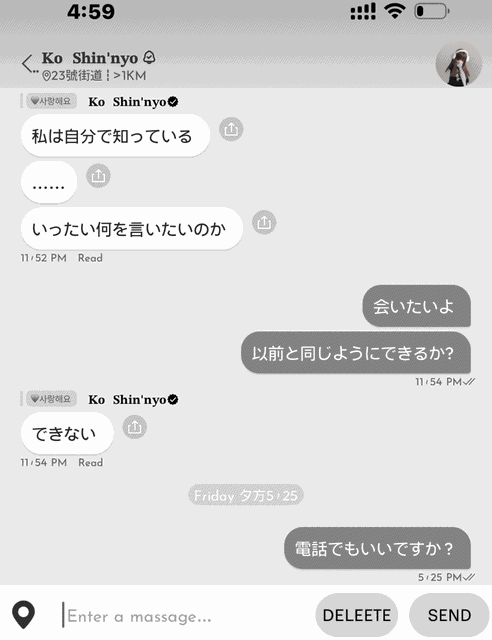 4:59
Ko Shin'nyo
23號街道 ¦ >1KM
사랑해요 Ko Shin'nyo
私は自分で知っている
......
いったい何を言いたいのか
11:52 PM Read
会いたいよ
以前と同じようにできるか?
11:54 PM
사랑해요 Ko Shin'nyo
できない
11:54 PM Read
Friday 夕方5:25
電話でもいいですか？
5:25 PM
Enter a massage...
DELEETE
SEND